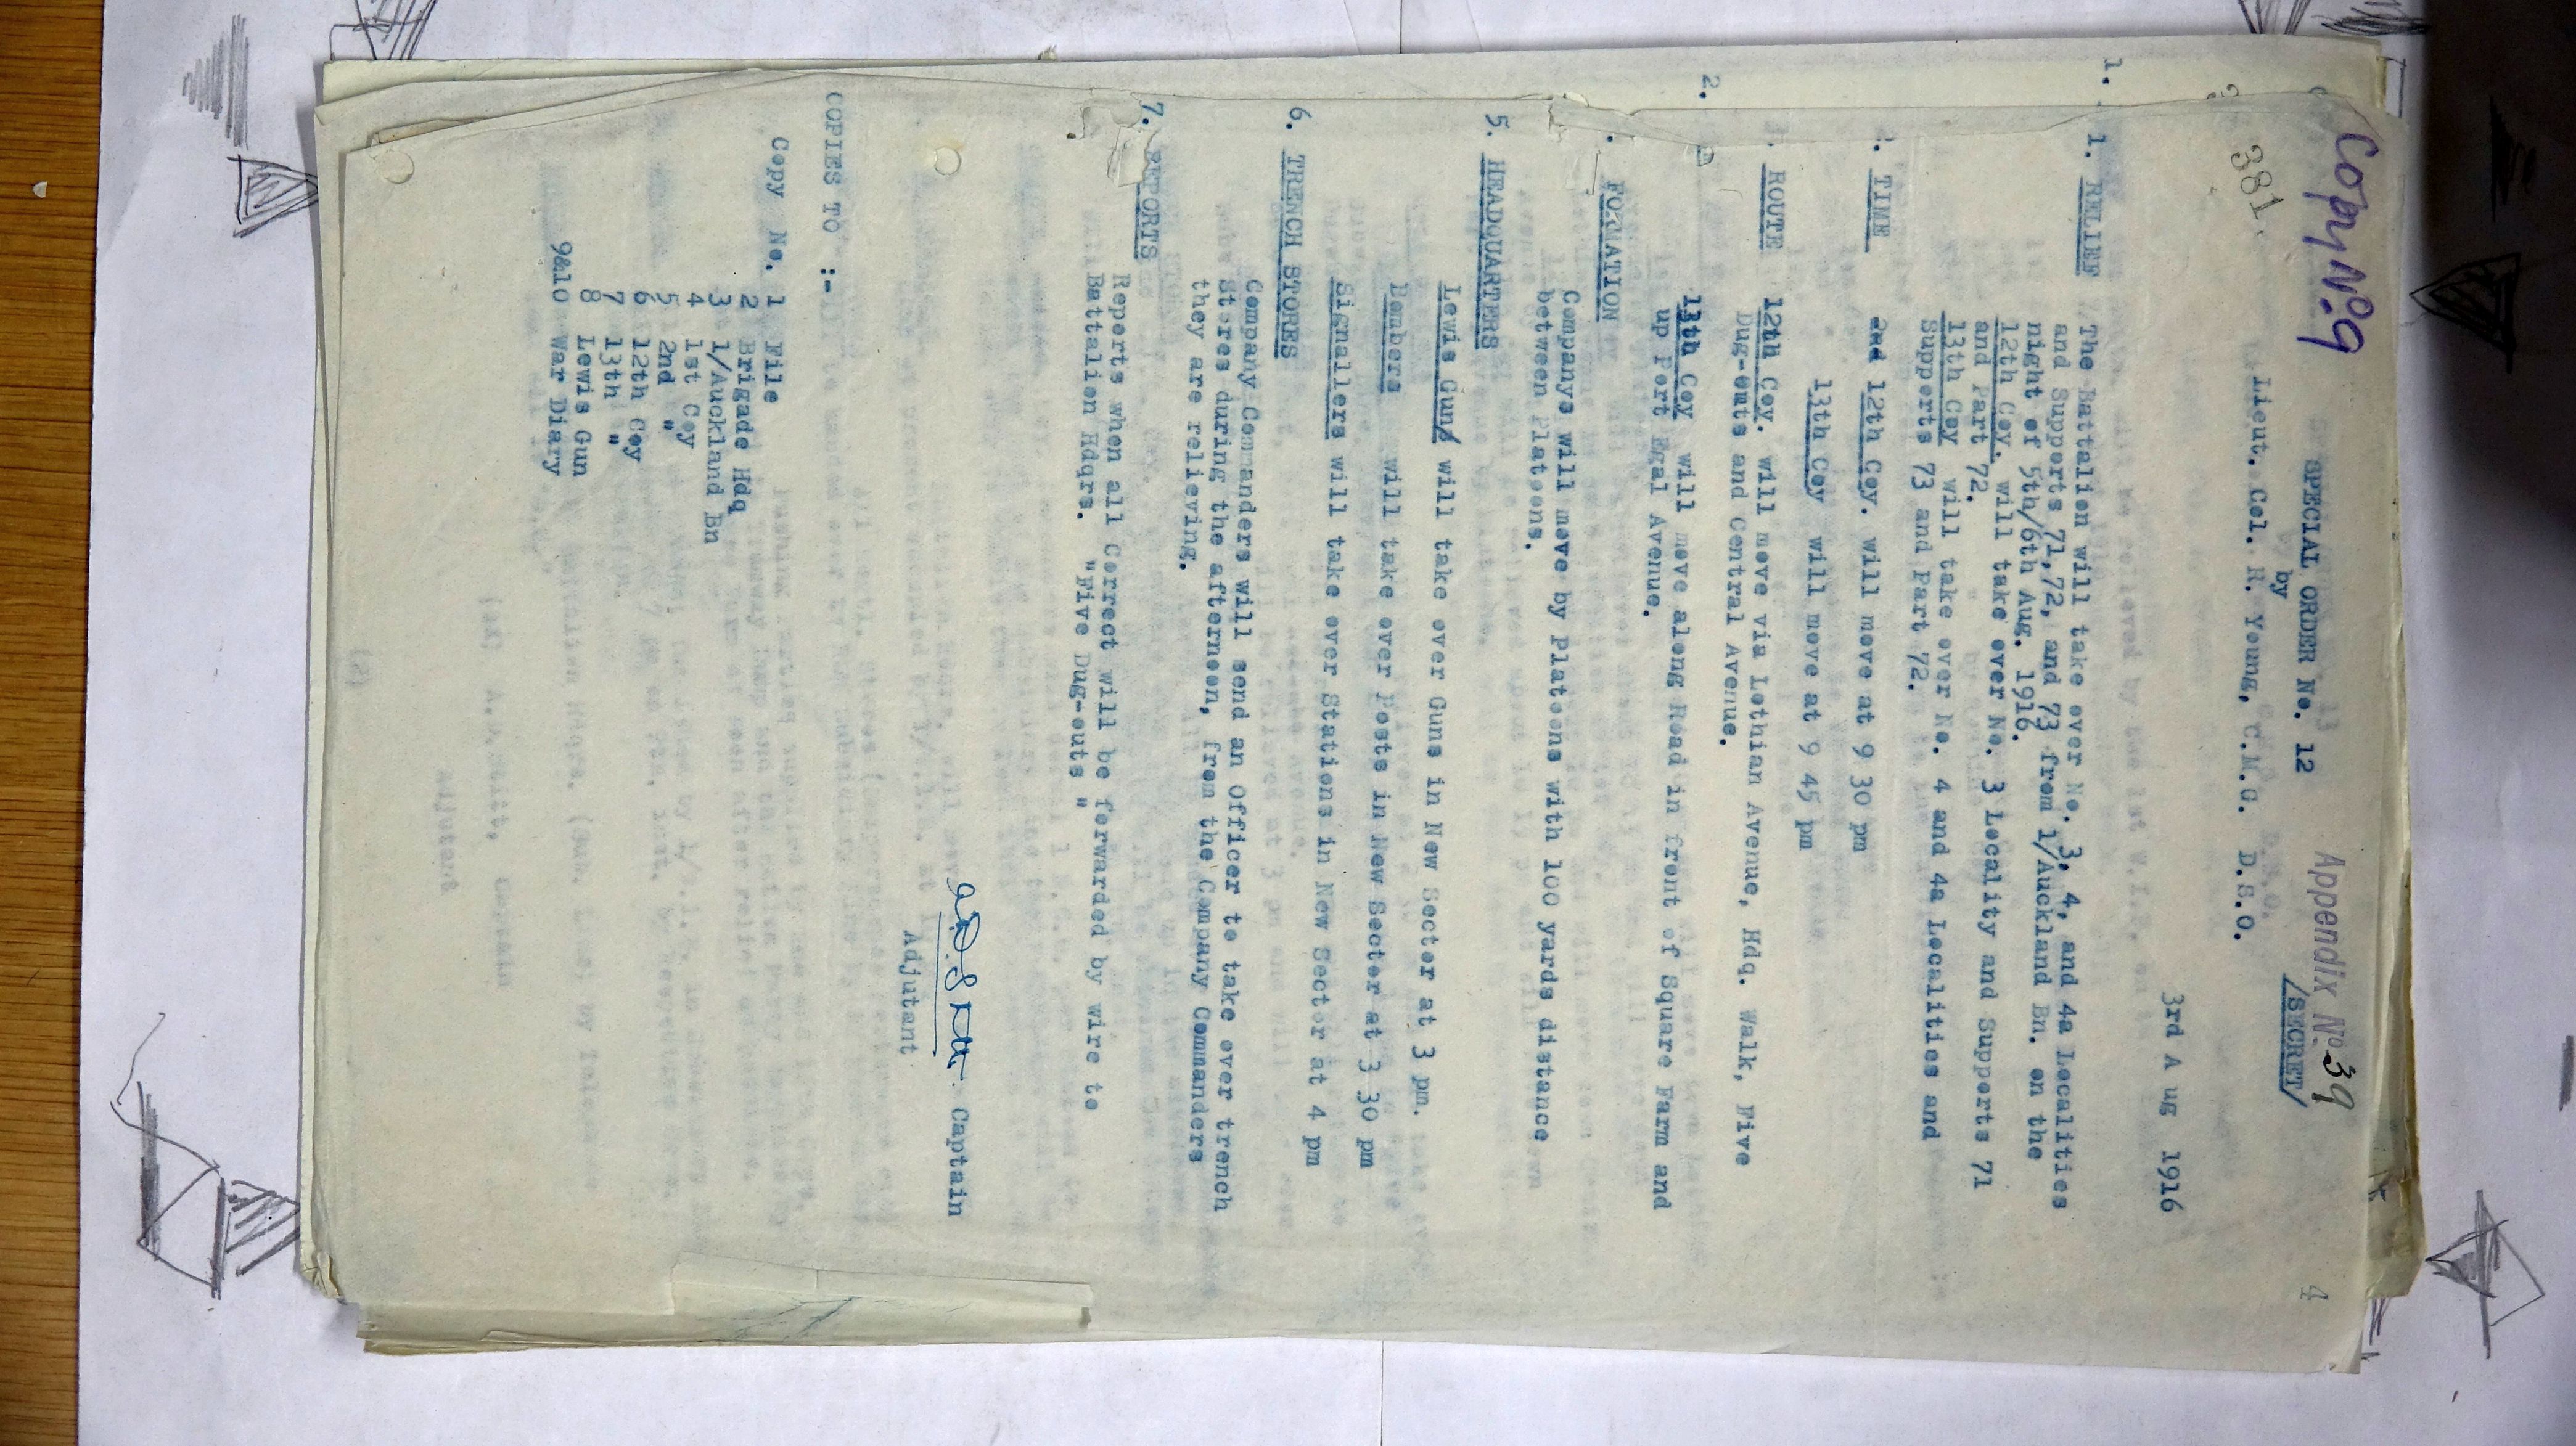 Copy No. 9
Appendix No. 39
4
SPECIAL ORDER No. 12
/SECRET/
by
381.
Lieut. Col. R. Young, C.M.G. D.S.O.
3rd A ug 1916
1. RELIEF The Battalion will take over No. 3, 4, and 4a Localities
and Supports 71,72, and 73 from 1/Auckland Bn. on the
night of 5th/6th Aug. 1916.
12th Coy. will take over No. 3 Locality and Supports 71
and Part 72.
13th Coy will take over No. 4 and 4a Localities and
Supports 73 and Part 72.
. TIME 2nd 12th Coy. will move at 9 30 pm
13th Coy will move at 9 45 pm
. ROUTE 12th Coy. will move via Lothian Avenue, Hdq. Walk, Five
Dug-outs and Central Avenue.
13th Coy will move along Road in front of Square Farm and
up Port Egal Avenue.
. FORMATION
Companys will move by Platoons with 100 yards distance
between Platoons.
5. HEADQUARTERS
Lewis Guns will take over Guns in New Sector at 3 pm.
Bombers will take over Posts in New Sector at 3 30 pm
Signallers will take over Stations in New Sector at 4 pm
6. TRENCH STORES
Company Commanders will send an Officer to take over trench
stores during the afternoon, from the Company Commanders
they are relieving.
7. REPORTS
Reports when all Correct will be forwarded by wire to
Battalion Hdqrs. "Five Dug-outs "
Captain
Adjutant
COPIES TO :-
Copy No. 1 File
2 Brigade Hdq
3 1/Auckland Bn
4 1st Coy
5 2nd "
6 12th Coy
7 13th "
8 Lewis Gun
9&10 War Diary